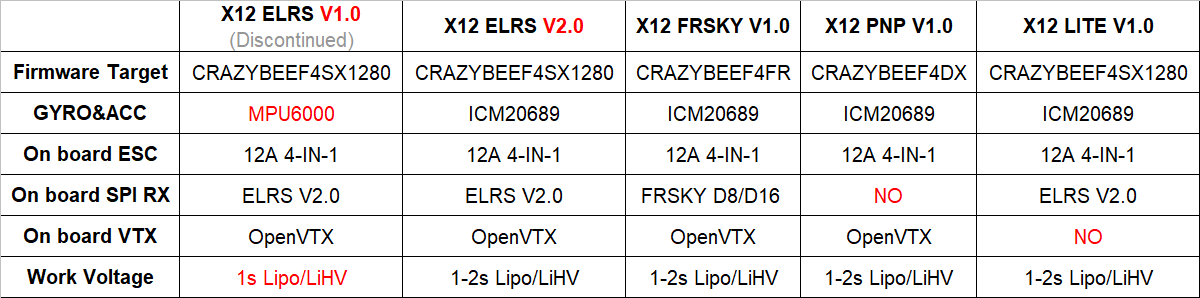 X12 ELRS V1.0
(Discontinued)
X12 ELRS V2.0 X12 FRSKY V1.0 X12 PNP V1.0 X12 LITE V1.0
Firmware Target CRAZYBEEF4SX1280 CRAZYBEEF4SX1280 CRAZYBEEF4FR CRAZYBEEF4DX CRAZYBEEF4SX1280
GYRO&ACC MPU6000 ICM20689 ICM20689 ICM20689 ICM20689
On board ESC 12A 4-IN-1 12A 4-IN-1 12A 4-IN-1 12A 4-IN-1 12A 4-IN-1
On board SPI RX ELRS V2.0 ELRS V2.0 FRSKY D8/D16 NO ELRS V2.0
On board VTX OpenVTX OpenVTX OpenVTX OpenVTX NO
Work Voltage 1s Lipo/LiHV 1-2s Lipo/LiHV 1-2s Lipo/LiHV 1-2s Lipo/LiHV 1-2s Lipo/LiHV